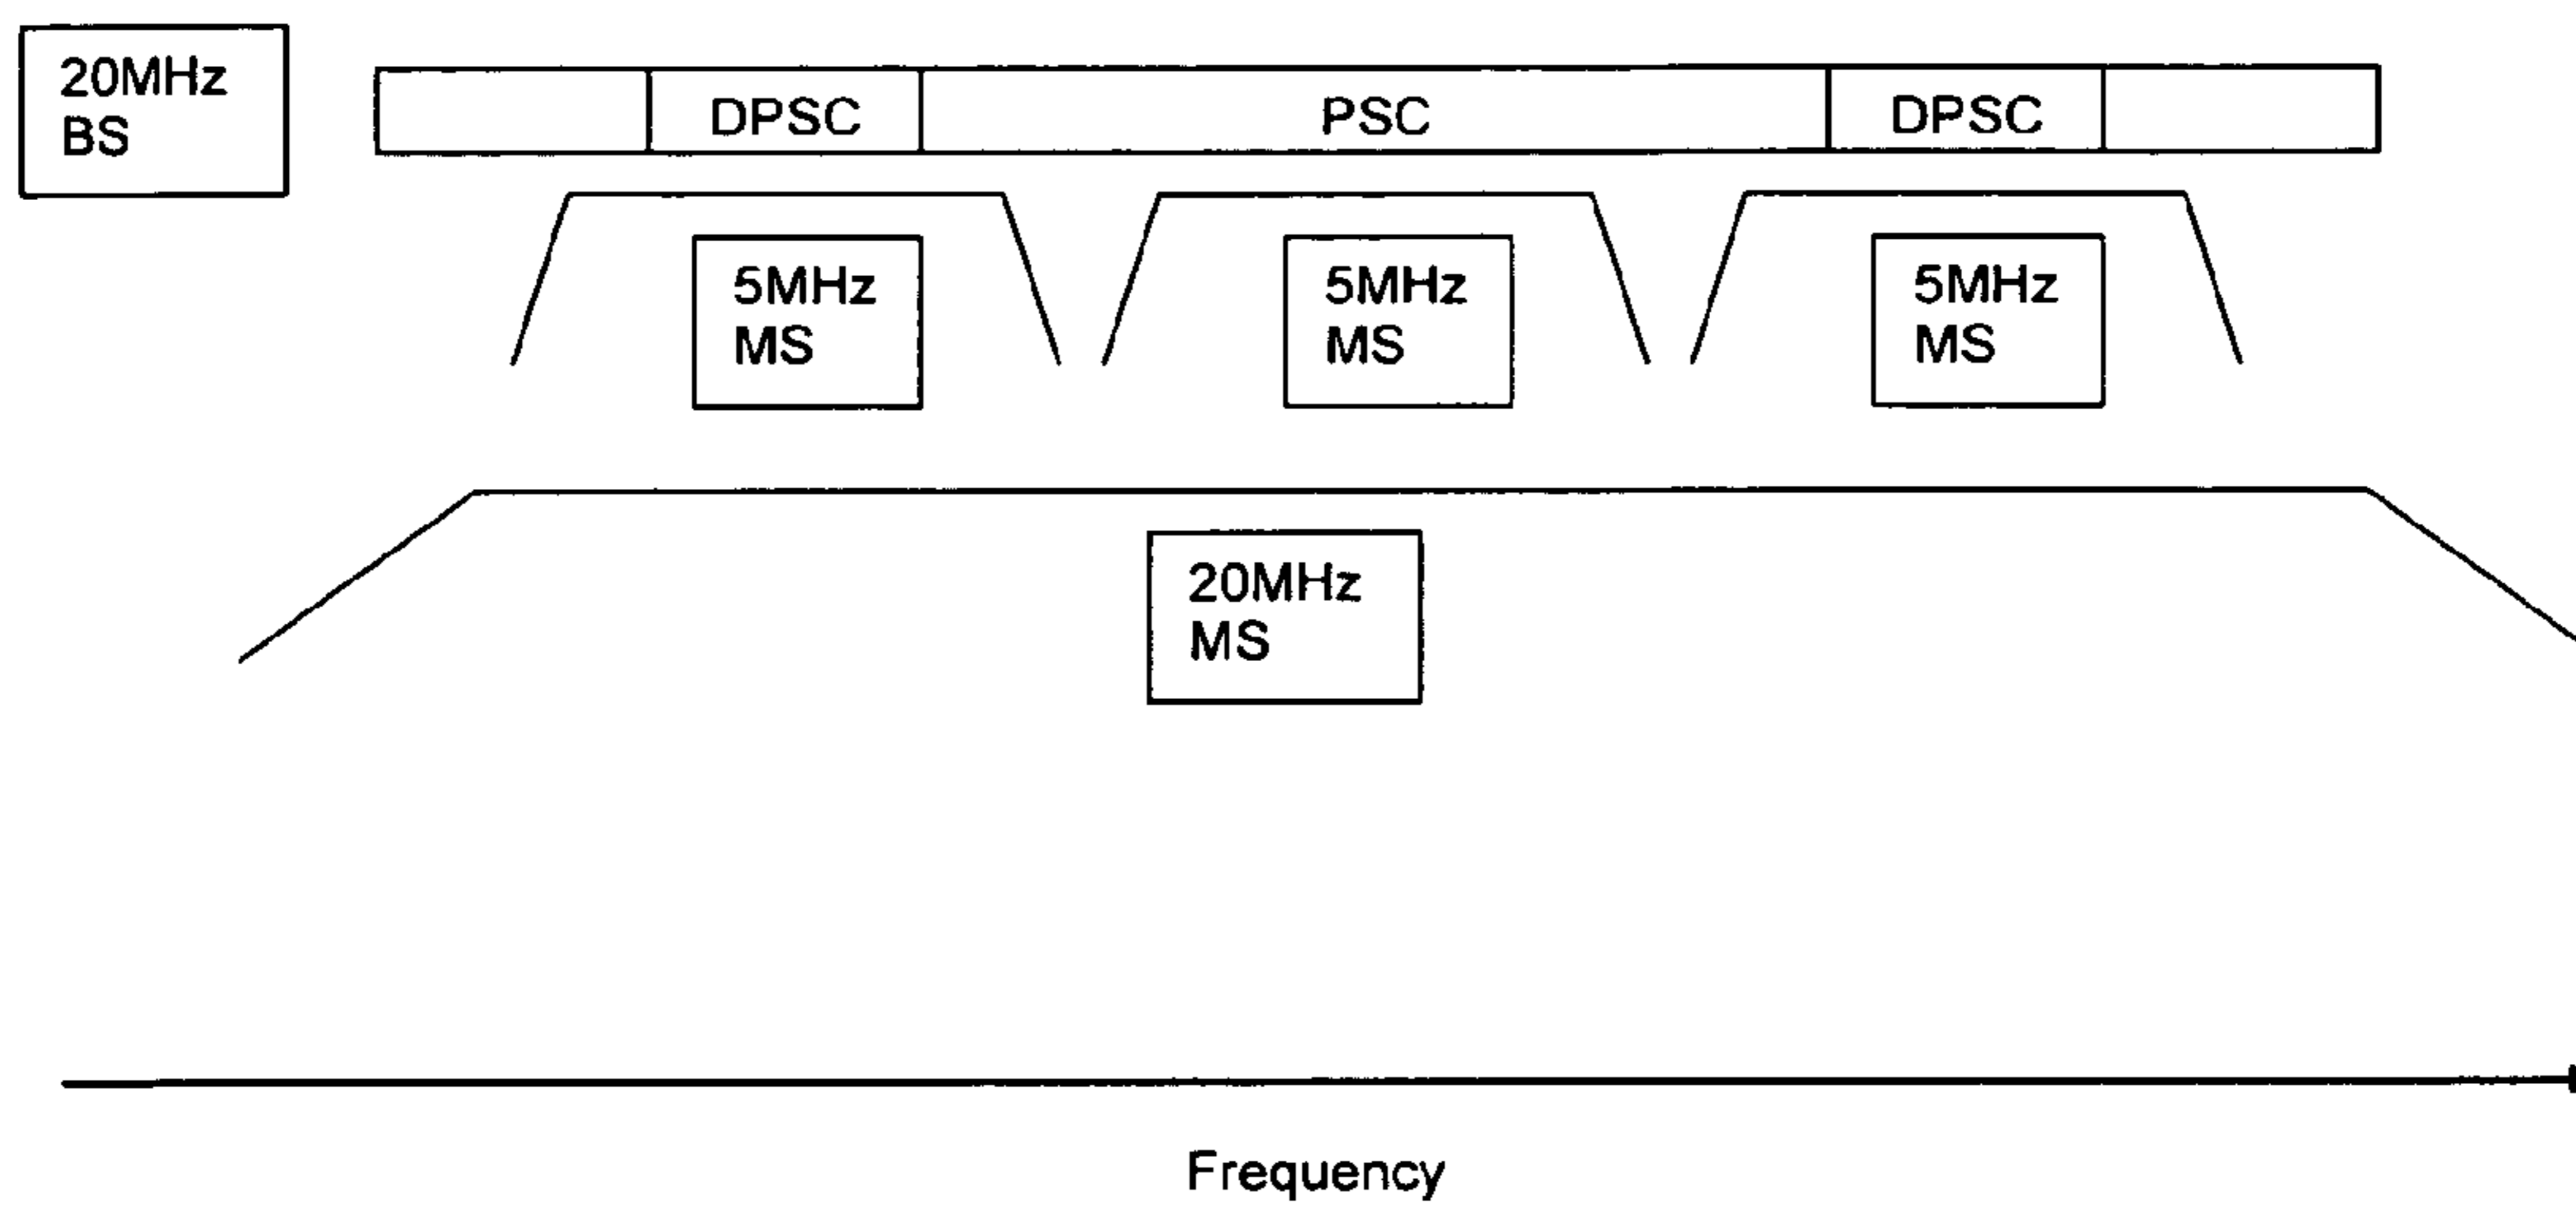 20MHz
BS
DPSC PSC DPSC
5MHz
MS
5MHz
MS
5MHz
MS
20MHz
MS
Frequency